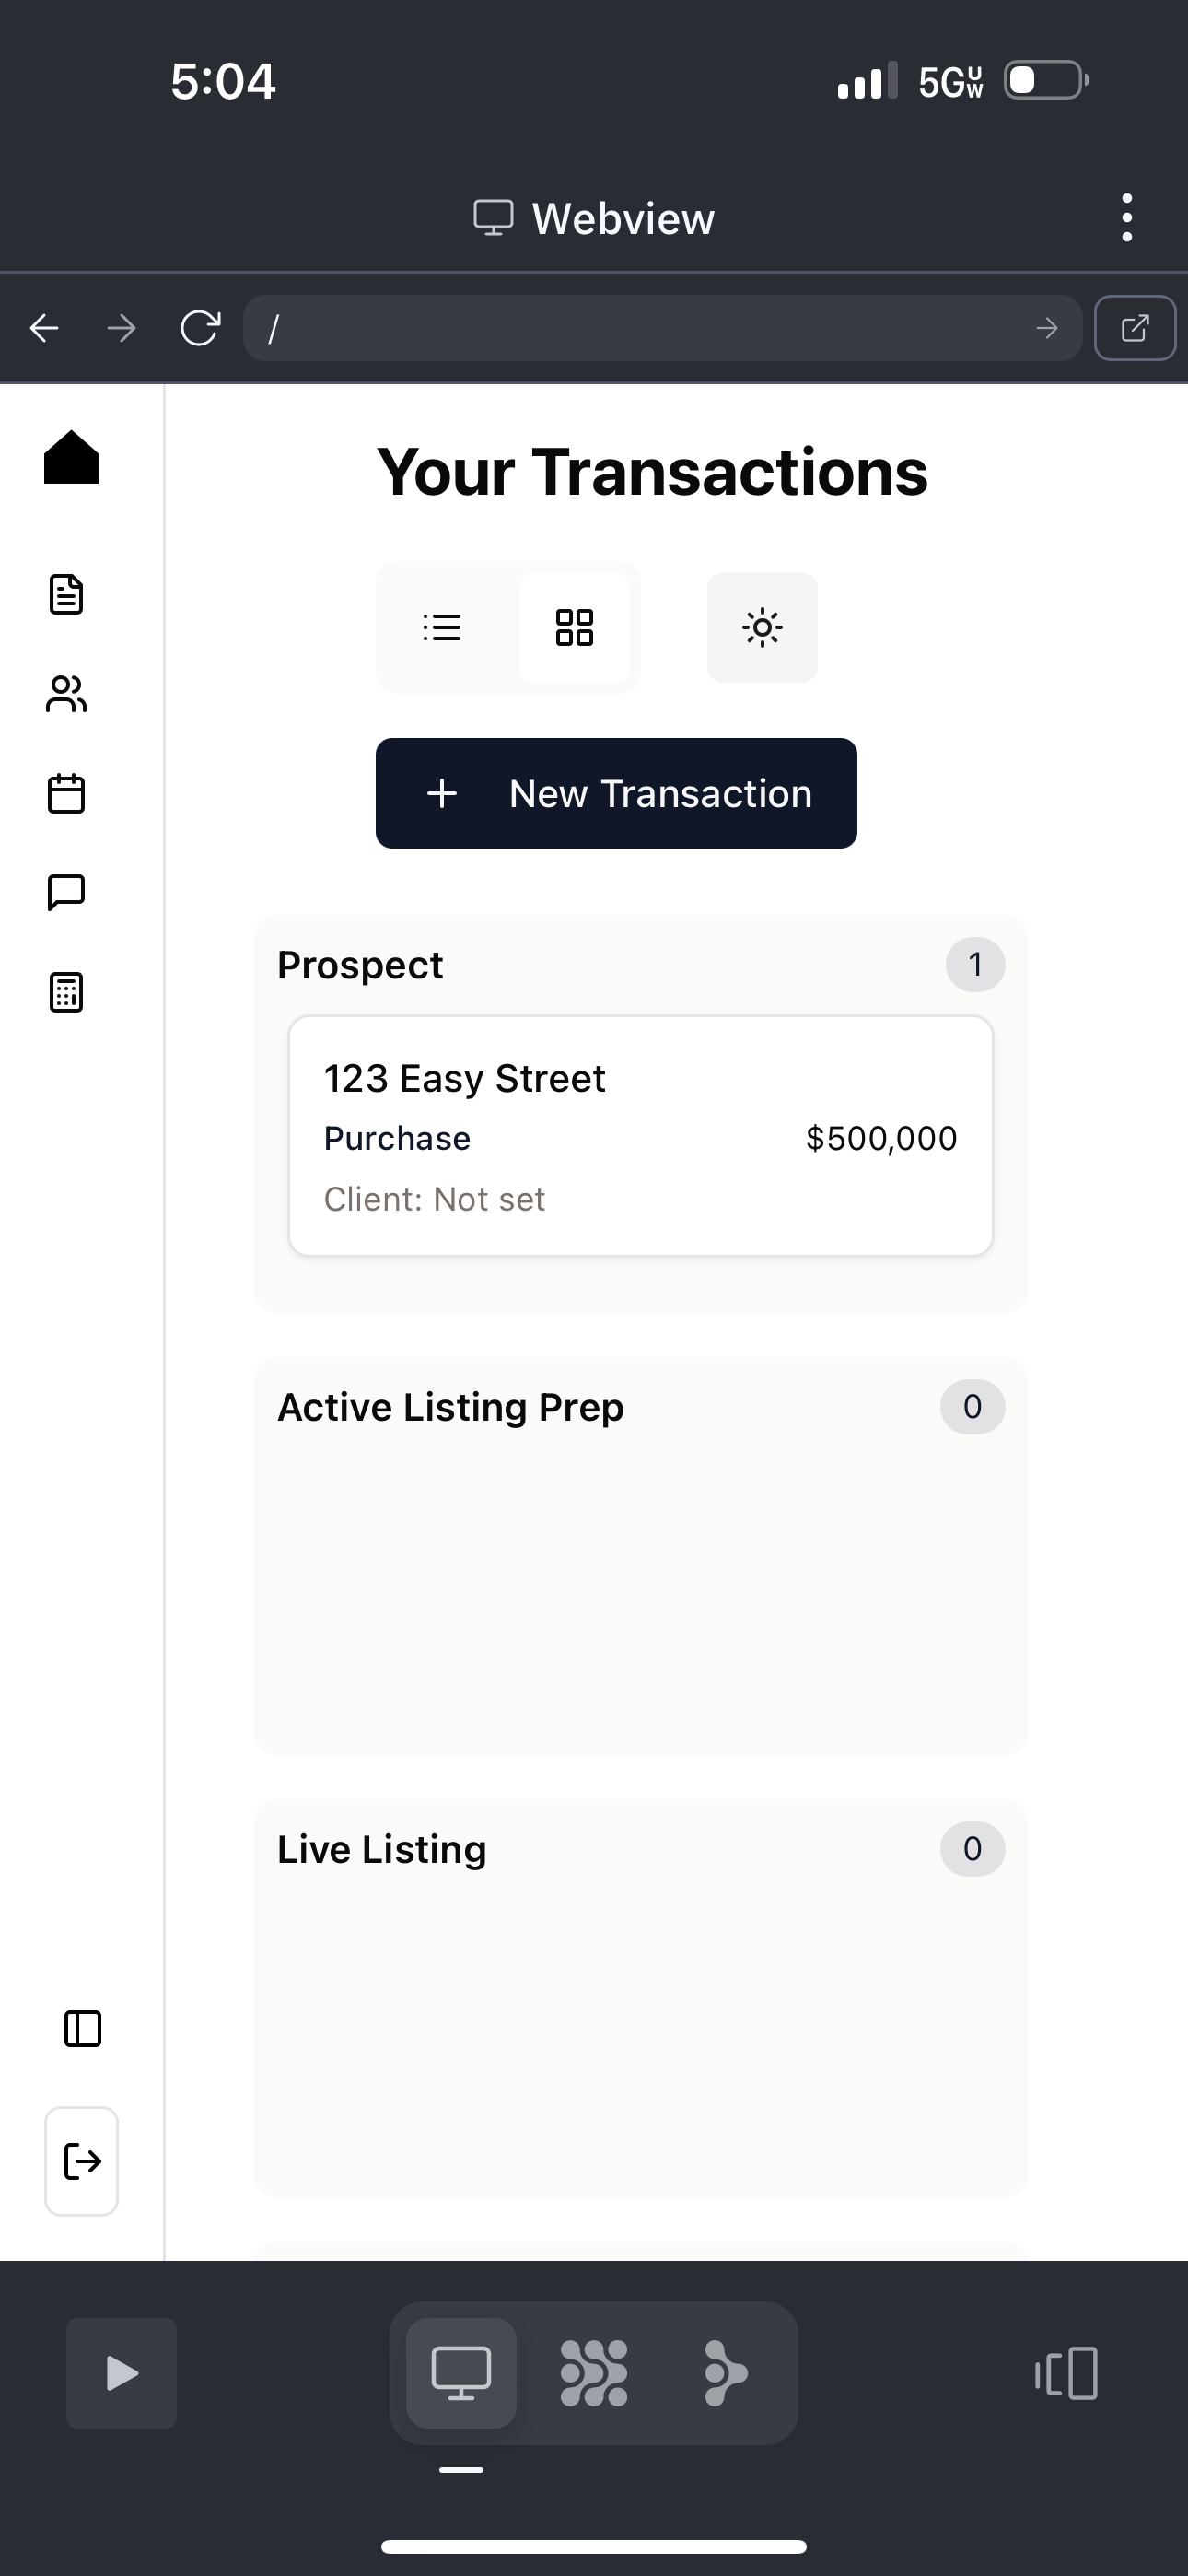 5:04
5GUW
Webview
/
Your Transactions
New Transaction
Prospect
1
123 Easy Street
Purchase
$500,000
Client: Not set
Active Listing Prep
0
Live Listing
0